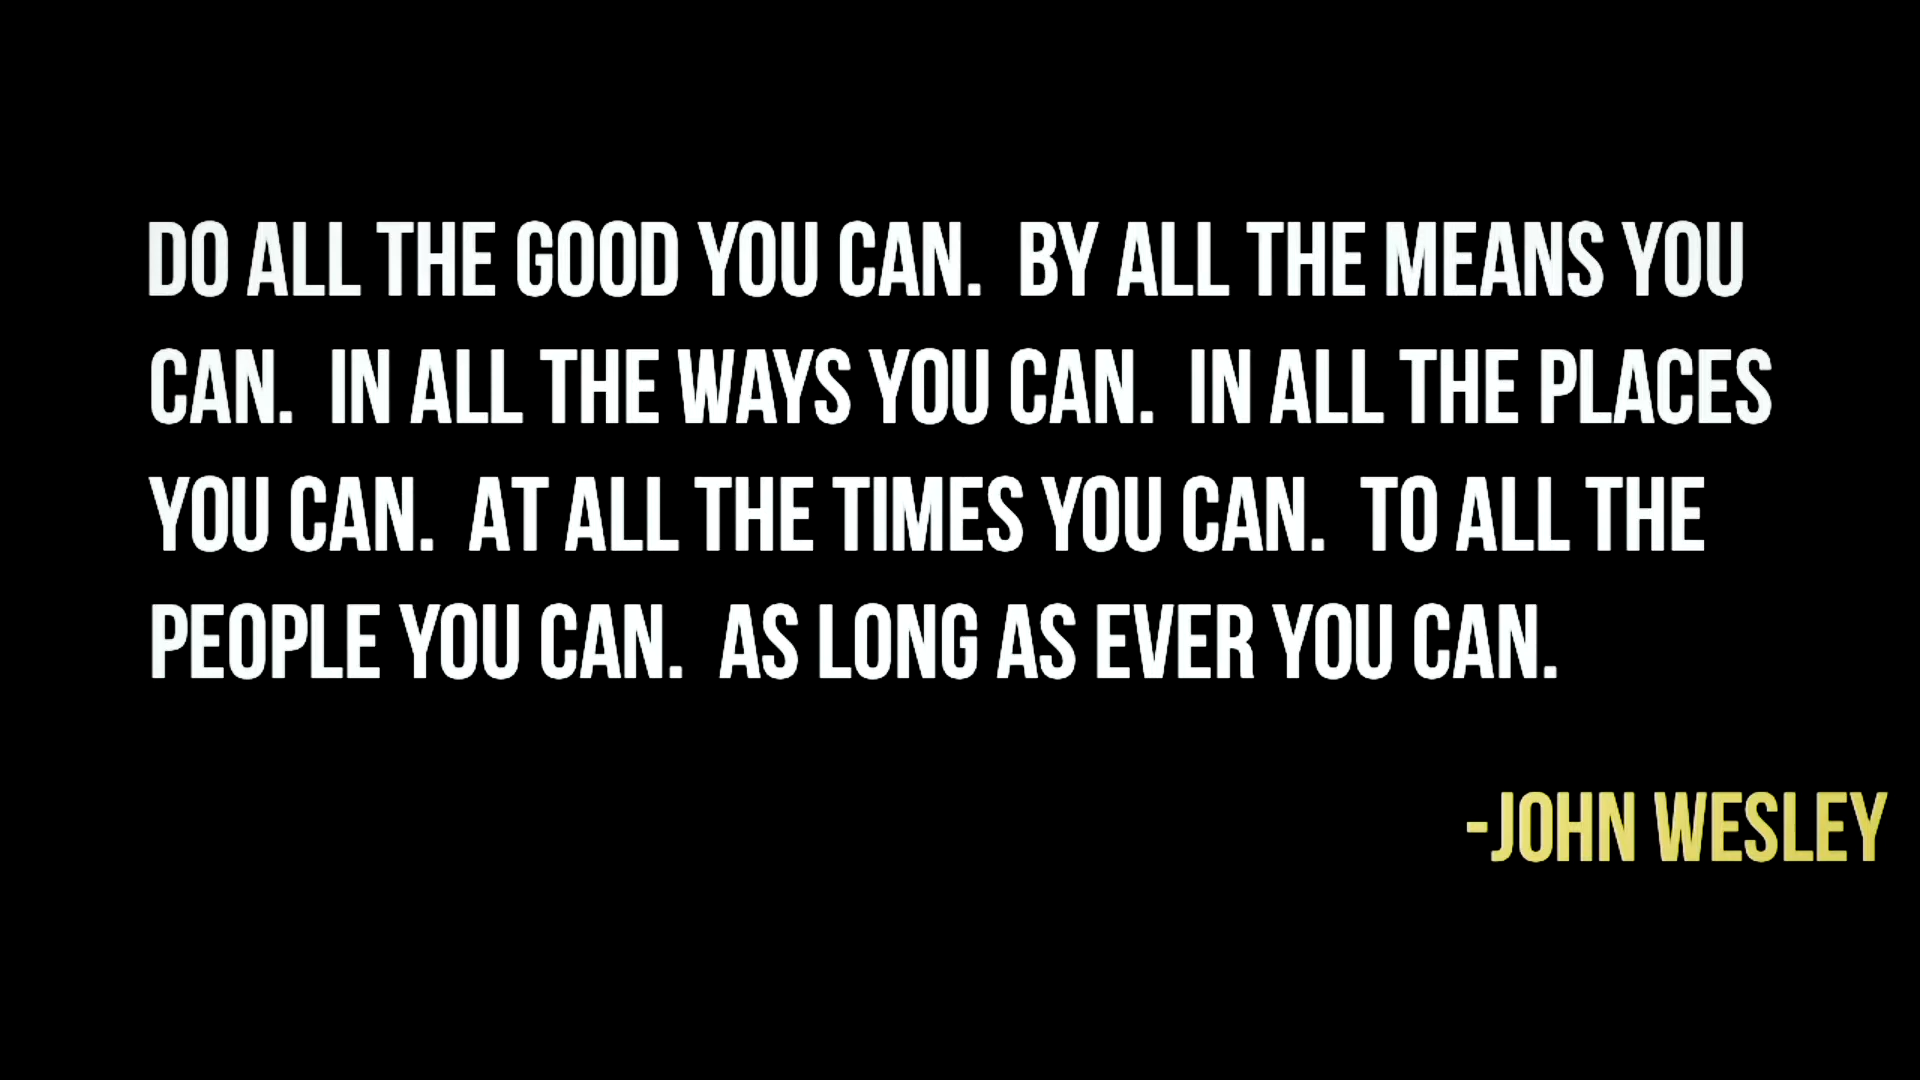 DO ALL THE GOOD YOU CAN.  BY ALL THE MEANS YOU
CAN.  IN ALL THE WAYS YOU CAN.  IN ALL THE PLACES
YOU CAN.  AT ALL THE TIMES YOU CAN.  TO ALL THE
PEOPLE YOU CAN.  AS LONG AS EVER YOU CAN.
-JOHN WESLEY